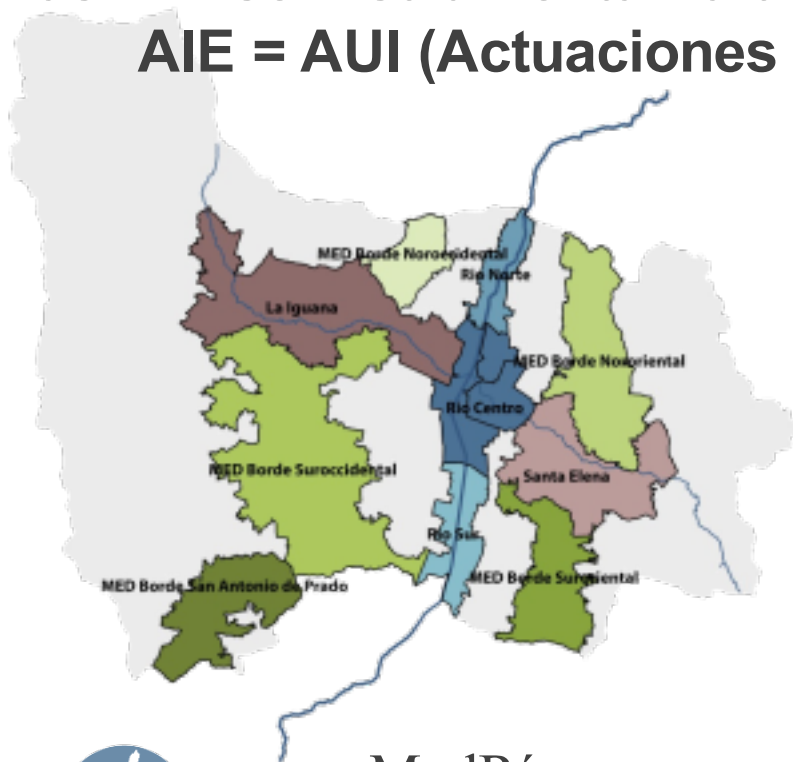 AIE = AUI (Actuaciones
MED Borde Noroccidental
Rio Norte
La Iguana
MED Borde Nororiental
Rio Centro
MED Borde Suroccidental
Santa Elena
Rio Sur
MED Borde Suroriental
MED Borde San Antonio de Prado